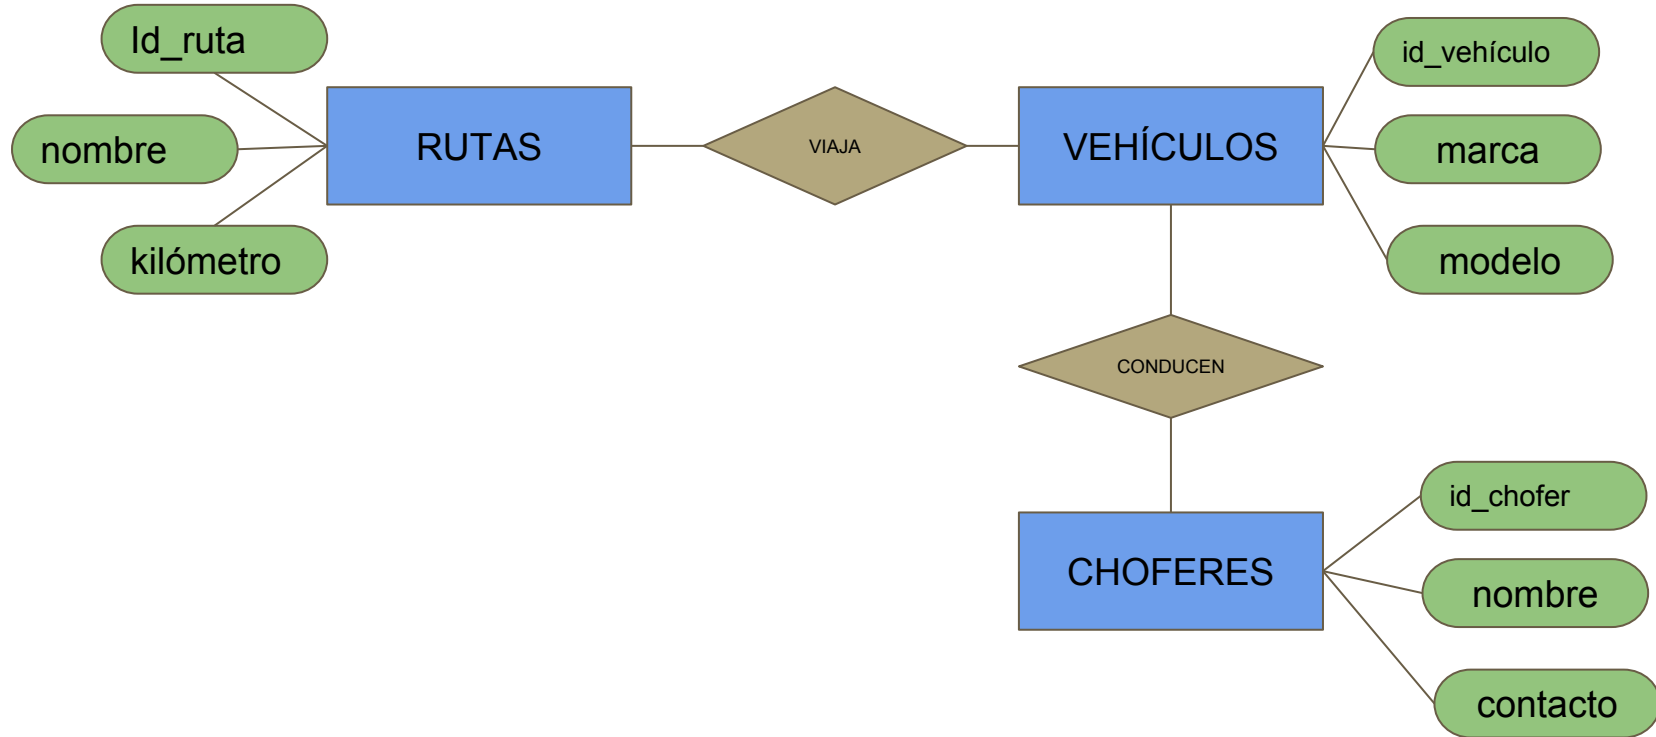 Id_ruta
nombre
kilómetro
RUTAS
VIAJA
VEHÍCULOS
id_vehículo
marca
modelo
CONDUCEN
CHOFERES
id_chofer
nombre
contacto